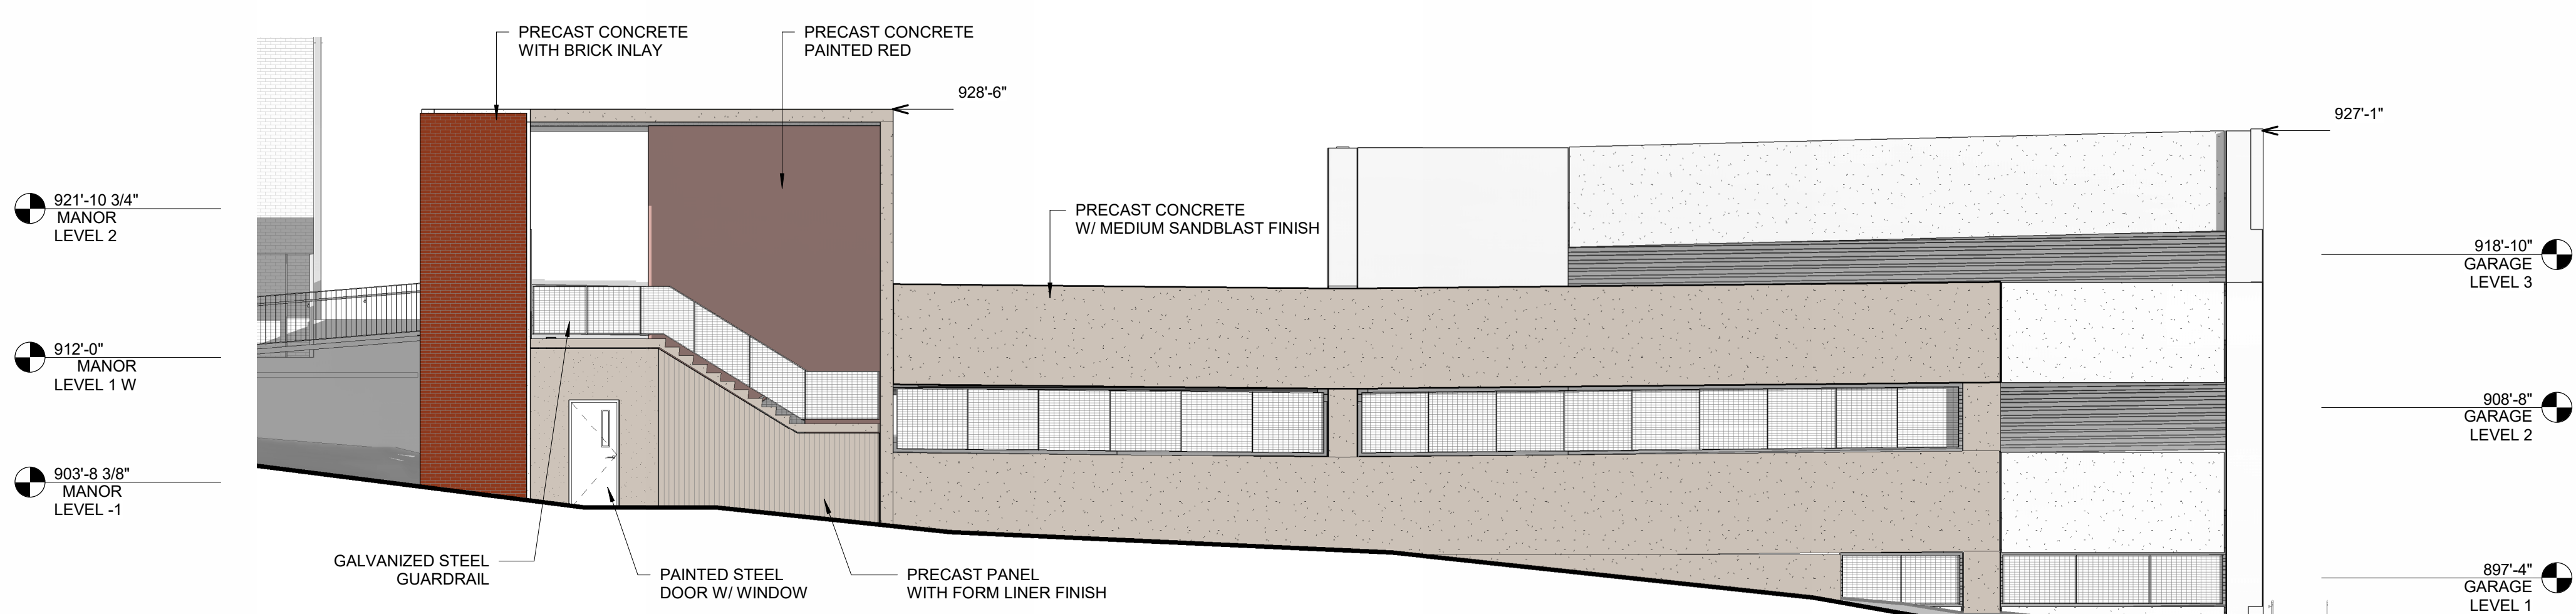 PRECAST CONCRETE
WITH BRICK INLAY
PRECAST CONCRETE
PAINTED RED
928'-6"
927'-1"
921'-10 3/4"
MANOR
LEVEL 2
PRECAST CONCRETE
W/ MEDIUM SANDBLAST FINISH
918'-10"
GARAGE
LEVEL 3
912'-0"
MANOR
LEVEL 1 W
908'-8"
GARAGE
LEVEL 2
903'-8 3/8"
MANOR
LEVEL -1
GALVANIZED STEEL
GUARDRAIL
PAINTED STEEL
DOOR W/ WINDOW
PRECAST PANEL
WITH FORM LINER FINISH
897'-4"
GARAGE
LEVEL 1